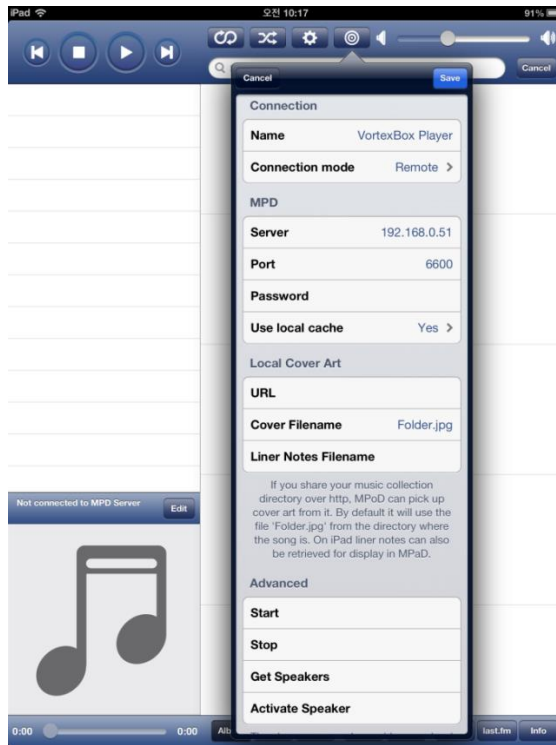 iPad
오전 10:17
91%
Cancel
Cancel
Save
Connection
Name VortexBox Player
Connection mode Remote >
MPD
Server 192.168.0.51
Port 6600
Password
Use local cache Yes >
Local Cover Art
URL
Cover Filename Folder.jpg
Liner Notes Filename
If you share your music collection
directory over http, MPoD can pick up
cover art from it. By default it will use the
file 'Folder.jpg' from the directory where
the song is. On iPad liner notes can also
be retrieved for display in MPaD.
Advanced
Start
Stop
Get Speakers
Activate Speaker
Not connected to MPD Server
Edit
0:00
0:00
Alb
last.fm
Info